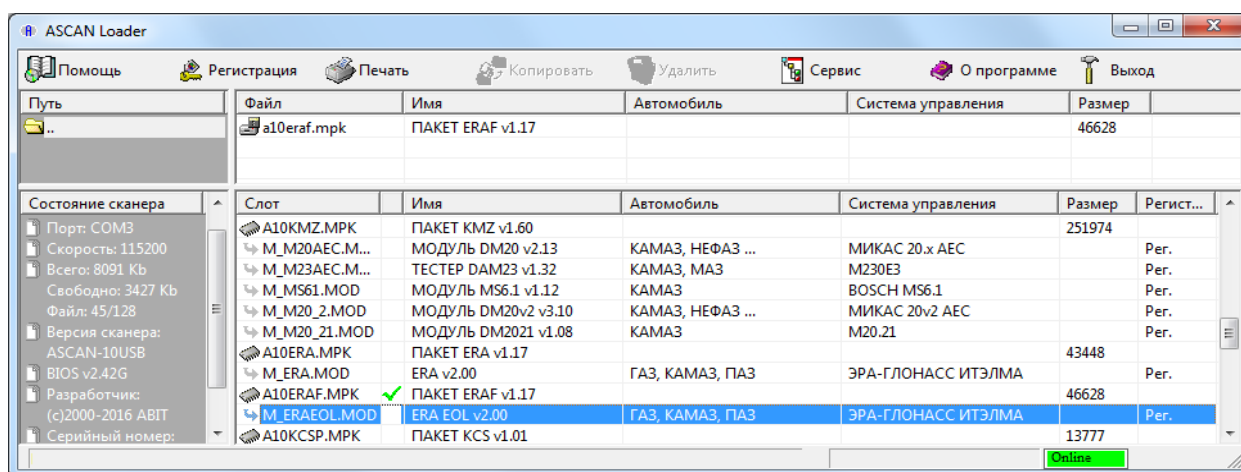 ASCAN Loader
Помощь Регистрация Печать Копировать Удалить Сервис О программе Выход
Путь
..
Файл Имя Автомобиль Система управления Размер
a10eraf.mpk ПАКЕТ ERAF v1.17 46628
Состояние сканера
Порт: COM3
Скорость: 115200
Всего: 8091 Kb
Свободно: 3427 Kb
Файл: 45/128
Версия сканера:
ASCAN-10USB
BIOS v2.42G
Разработчик:
(c)2000-2016 ABIT
Серийный номер:
Слот Имя Автомобиль Система управления Размер Регист...
A10KMZ.MPK ПАКЕТ KMZ v1.60 251974
M_M20AEC.M... МОДУЛЬ DM20 v2.13 КАМАЗ, НЕФАЗ ... МИКАС 20.x АЕС Рег.
M_M23AEC.M... ТЕСТЕР DAM23 v1.32 КАМАЗ, МАЗ M230E3 Рег.
M_MS61.MOD МОДУЛЬ MS6.1 v1.12 КАМАЗ BOSCH MS6.1 Рег.
M_M20_2.MOD МОДУЛЬ DM20v2 v3.10 КАМАЗ, НЕФАЗ ... МИКАС 20v2 АЕС Рег.
M_M20_21.MOD МОДУЛЬ DM2021 v1.08 КАМАЗ M20.21 Рег.
A10ERA.MPK ПАКЕТ ERA v1.17 43448
M_ERA.MOD ERA v2.00 ГАЗ, КАМАЗ, ПАЗ ЭРА-ГЛОНАСС ИТЭЛМА Рег.
A10ERAF.MPK ПАКЕТ ERAF v1.17 46628
M_ERAEOL.MOD ERA EOL v2.00 ГАЗ, КАМАЗ, ПАЗ ЭРА-ГЛОНАСС ИТЭЛМА Рег.
A10KCSP.MPK ПАКЕТ KCS v1.01 13777
Online